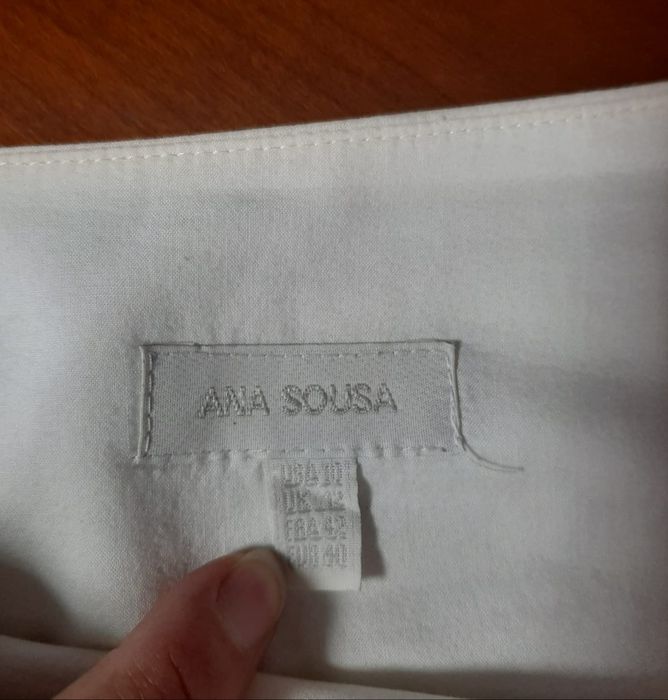 ANA SOUSA
USA 10
UK 12
FRA 42
EUR 40